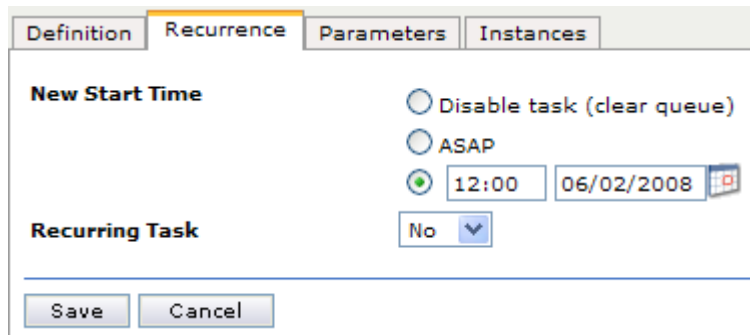 Definition Recurrence Parameters Instances
New Start Time Disable task (clear queue)
ASAP
12:00 06/02/2008
Recurring Task No
Save Cancel